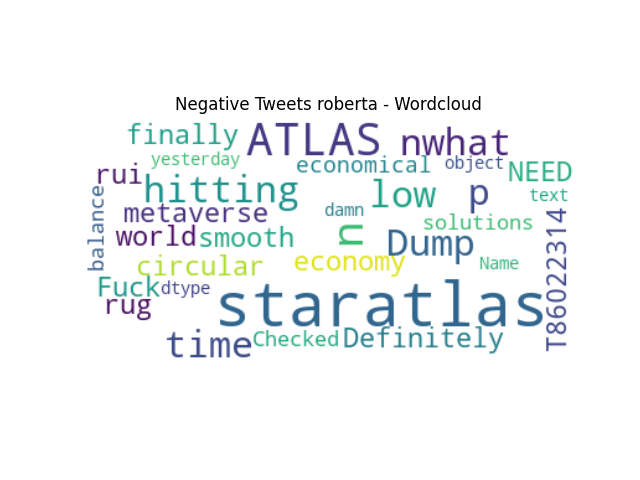 Negative Tweets roberta - Wordcloud
finally ATLAS nwhat
yesterday economical object NEED
rui hitting low p text
balance metaverse damn solutions
world smooth n Dump T86022314
circular economy Name
Fuck dtype staratlas
rug
time Checked Definitely